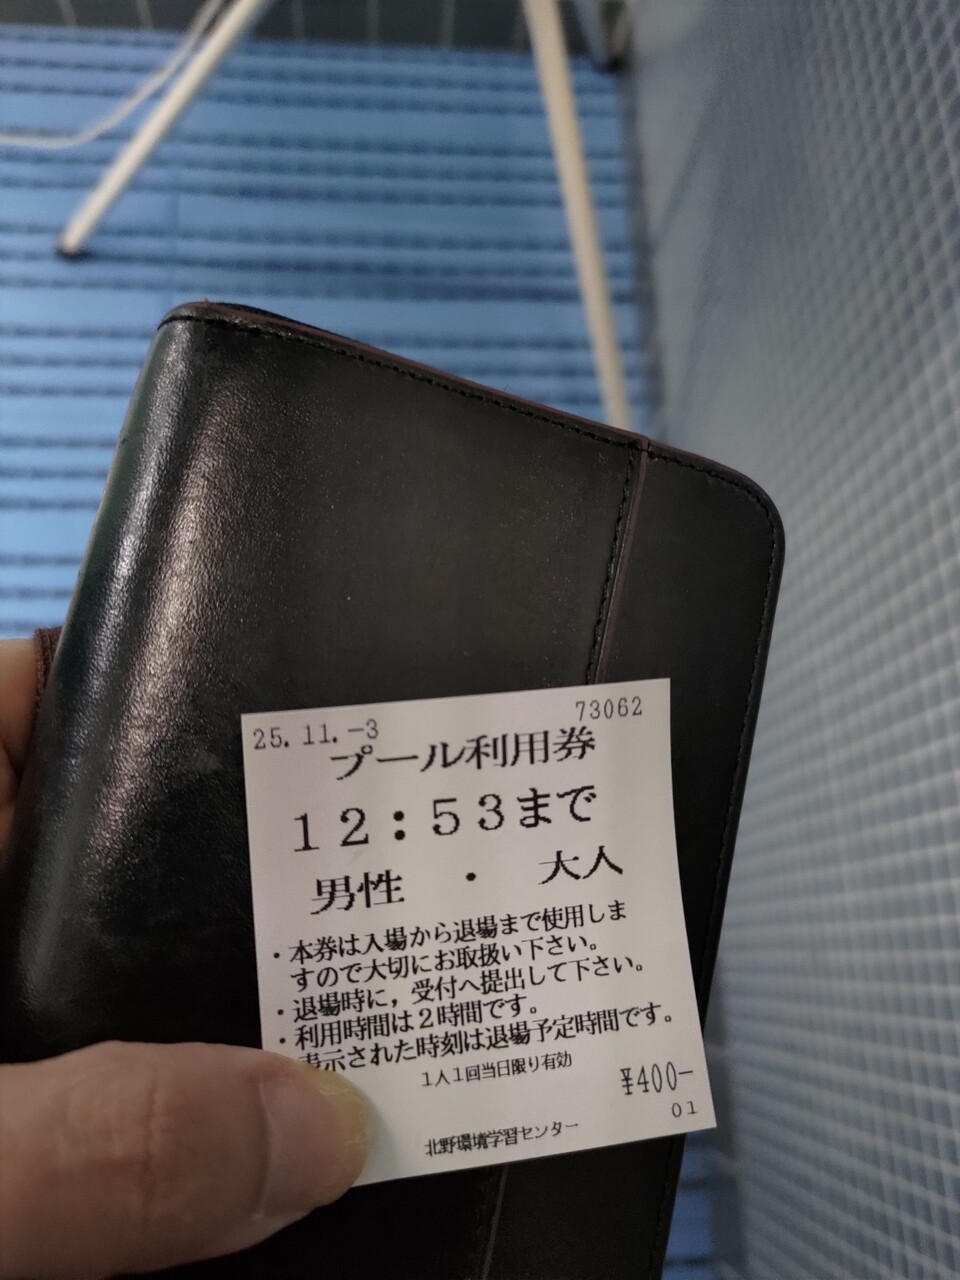 25.11.-3
73062
プール利用券
12:53まで
男性 ・ 大人
・本券は入場から退場まで使用しま
すので大切にお取扱い下さい。
・退場時に，受付へ提出して下さい。
・利用時間は２時間です。
表示された時刻は退場予定時間です。
1人1回当日限り有効
¥400-
01
北野環境学習センター